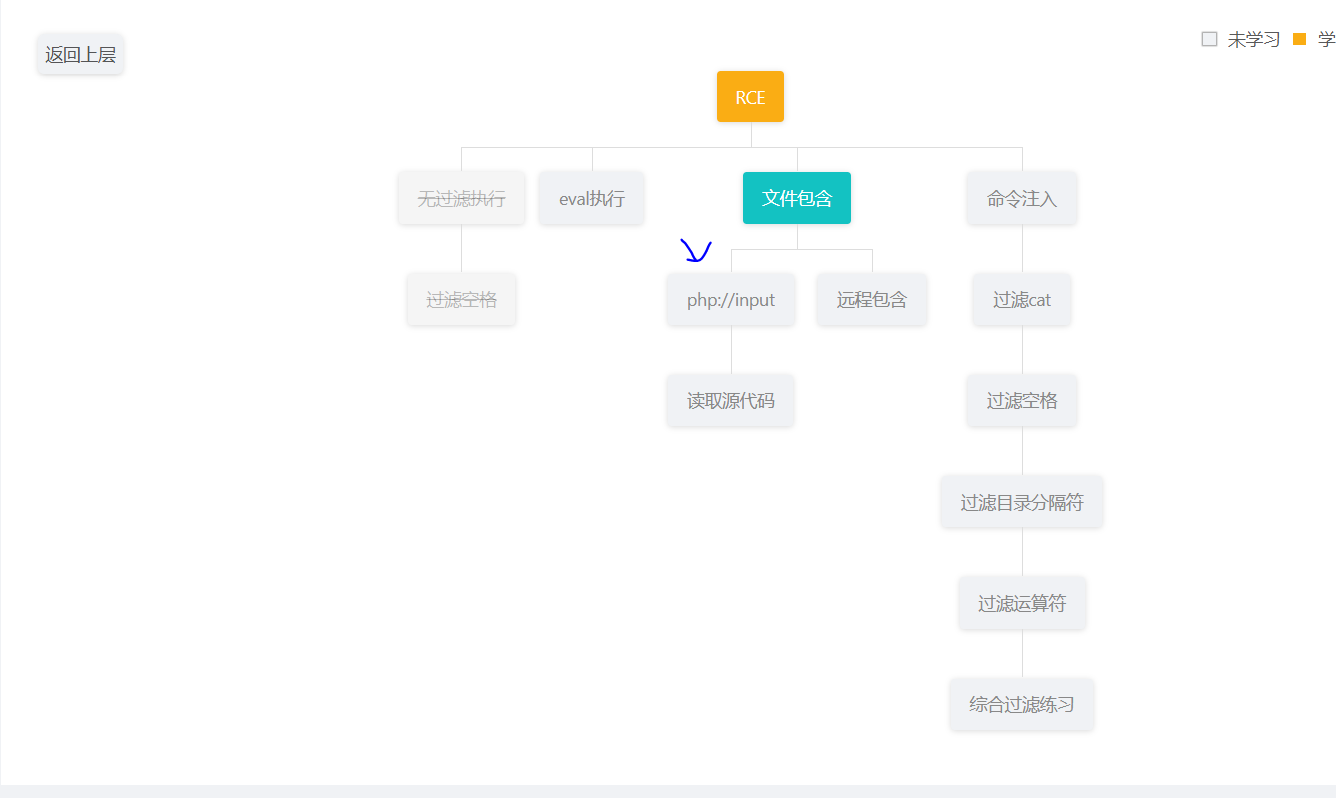 返回上层
未学习
学
RCE
无过滤执行
eval执行
文件包含
命令注入
过滤空格
php://input
远程包含
过滤cat
读取源代码
过滤空格
过滤目录分隔符
过滤运算符
综合过滤练习